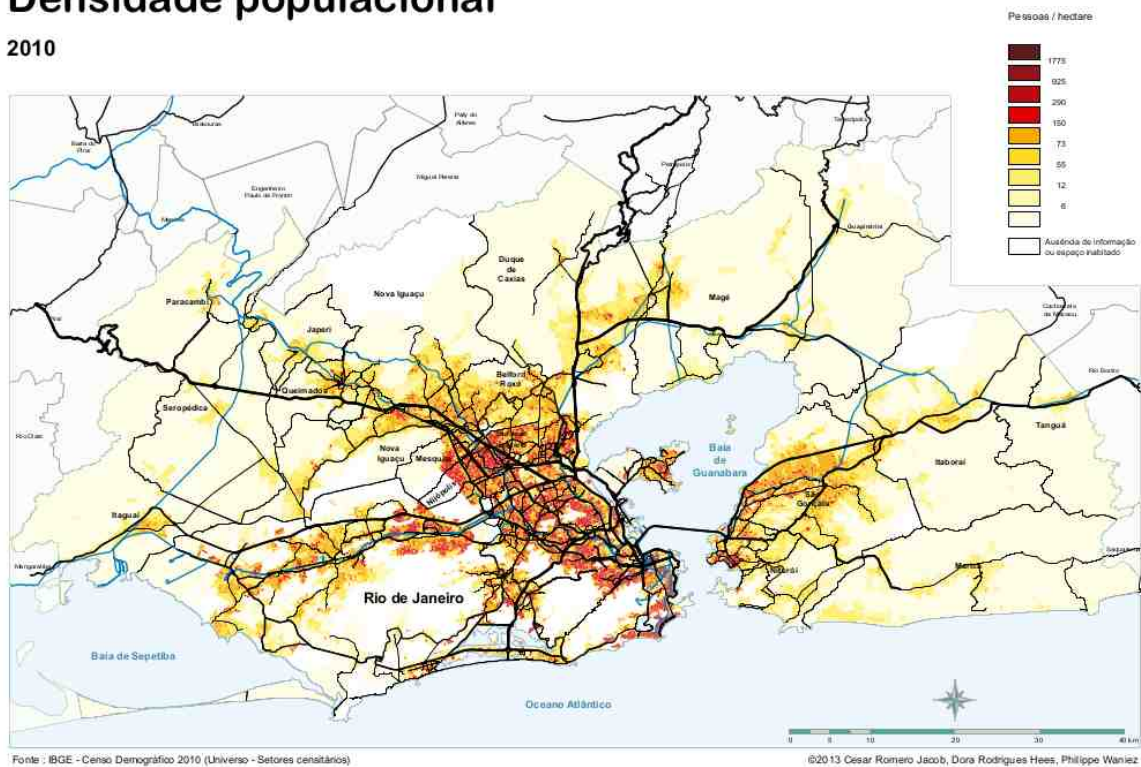 Densidade populacional
2010
Pessoas / hectare
1775
925
290
150
73
55
12
6
Ausência de informação
ou espaço inabitado
Paty do
Alferes
Barra do
Piraí
Engenheiro
Paulo de Frontin
Mendes
Miguel Pereira
Petrópolis
Teresópolis
Guapimirim
Duque
de
Caxias
Nova Iguaçu
Magé
Paracambi
Japeri
Cachoeiras
de Macacu
Rio Bonito
Belford
Roxo
Queimados
Seropédica
Rio Claro
Tanguá
Nova
Iguaçu
Mesqu
Nilópolis
Baía
de
Guanabara
Itaboraí
São
Gonçalo
Itaguaí
Mangaratiba
Saquarema
Niterói
Maricá
Rio de Janeiro
Baía de Sepetiba
Oceano Atlântico
0 5 10 20 30 40 km
Fonte : IBGE - Censo Demográfico 2010 (Universo - Setores censitários)
©2013 César Romero Jacob, Dora Rodrigues Hees, Philippe Waniez